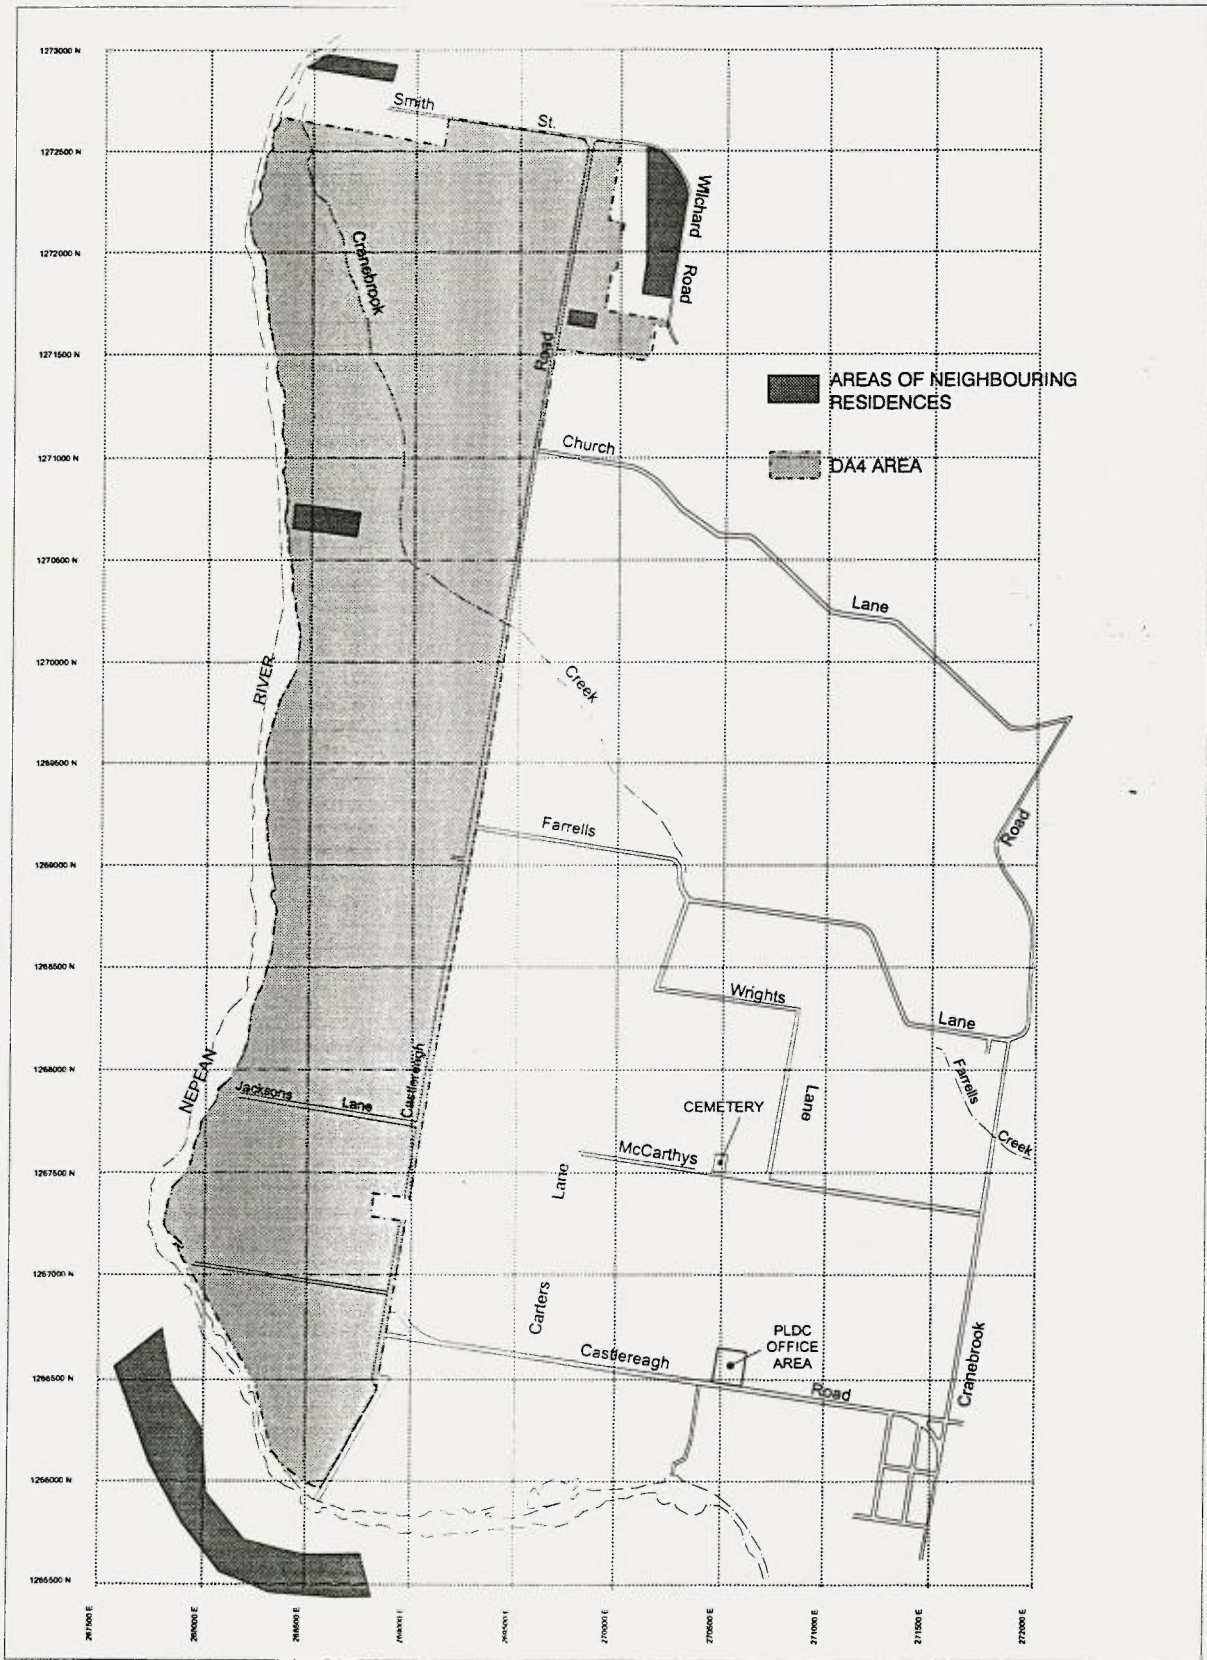 1273000 N
Smith
St.
1272500 N
Wilchard
Road
Cranebrook
1272000 N
Road
1271500 N
AREAS OF NEIGHBOURING
RESIDENCES
Church
DA4 AREA
1271000 N
1270500 N
Lane
1270000 N
RIVER
Creek
1269500 N
Farrells
Road
1269000 N
1268500 N
Wrights
Lane
1268000 N
NEPEAN
Jacksons
Lane
Castlereagh
Farrells
Creek
CEMETERY
Lane
McCarthys
1267500 N
Lane
1267000 N
Carters
PLDC
OFFICE
AREA
Castlereagh
Road
Cranebrook
1266500 N
1266000 N
1265500 N
267500 E
268000 E
268500 E
269000 E
269500 E
270000 E
270500 E
271000 E
271500 E
272000 E